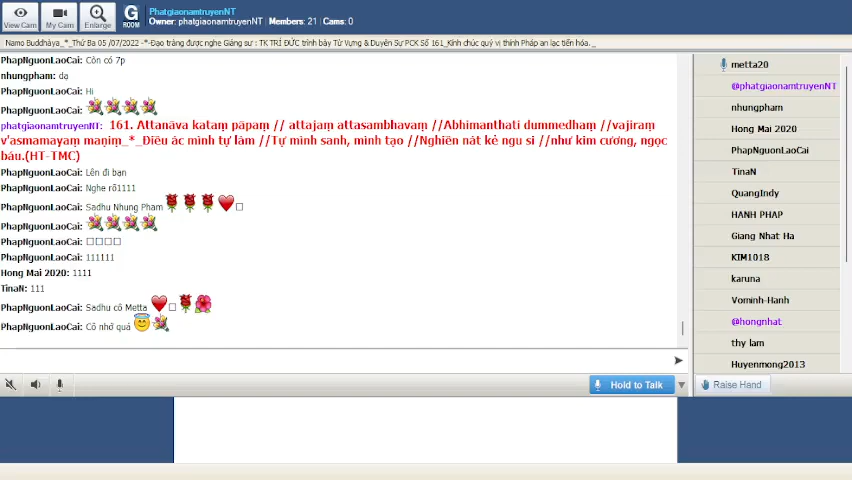 View Cam
My Cam
Enlarge
G
ROOM
PhatgiaonamtruyenNT
Owner: phatgiaonamtruyenNT | Members: 21 | Cams: 0
Namo Buddhàya_*_Thứ Ba 05 /07/2022 -*-Đạo tràng được nghe Giảng sư : TK TRÍ ĐỨC trình bày Từ Vựng & Duyên Sự PCK Số 161_Kính chúc quý vị thính Pháp an lạc tiến hóa._
PhapNguonLaoCai: Còn có 7p
nhungpham: dạ
PhapNguonLaoCai: Hi
PhapNguonLaoCai:
phatgiaonamtruyenNT: 161. Attanāva kataṃ pāpaṃ // attajaṃ attasambhavaṃ //Abhimanthati dummedhaṃ //vajiraṃ
v'asmamayaṃ maṇiṃ_*_Điều ác mình tự làm //Tự mình sanh, mình tạo //Nghiền nát kẻ ngu si //như kim cương, ngọc
báu.(HT-TMC)
PhapNguonLaoCai: Lên đi bạn
PhapNguonLaoCai: Nghe rõ1111
PhapNguonLaoCai: Sadhu Nhung Pham
PhapNguonLaoCai:
PhapNguonLaoCai:
PhapNguonLaoCai: 111111
Hong Mai 2020: 1111
TinaN: 111
PhapNguonLaoCai: Sadhu cô Metta
PhapNguonLaoCai: Cô nhớ quá
metta20
@phatgiaonamtruyenNT
nhungpham
Hong Mai 2020
PhapNguonLaoCai
TinaN
QuangIndy
HANH PHAP
Giang Nhat Ha
KIM1018
karuna
Vominh-Hanh
@hongnhat
thy lam
Huyenmong2013
Hold to Talk
Raise Hand